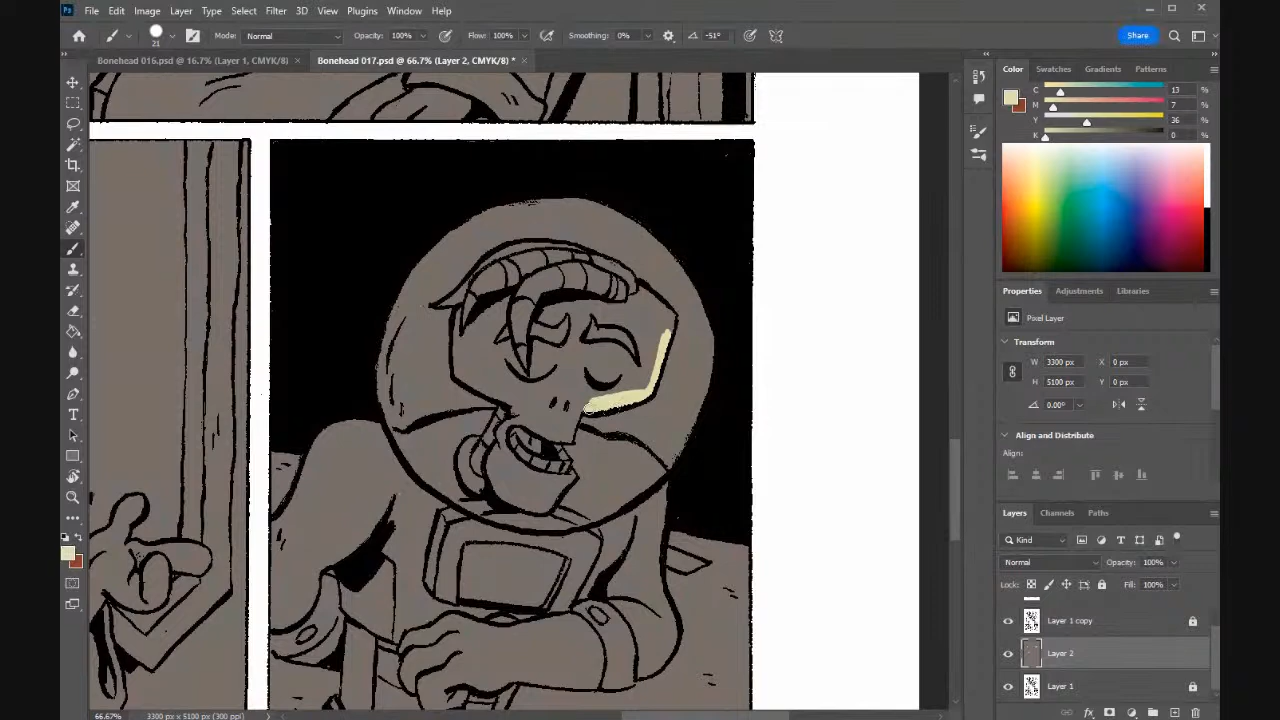 Ps File Edit Image Layer Type Select Filter 3D View Plugins Window Help
21 Mode: Normal Opacity: 100% Flow: 100% Smoothing: 0% -51° Share
Bonehead 016.psd @ 16.7% (Layer 1, CMYK/8) × Bonehead 017.psd @ 66.7% (Layer 2, CMYK/8) * ×
Color Swatches Gradients Patterns
C 13 %
M 7 %
Y 36 %
K 0 %
Properties Adjustments Libraries
Pixel Layer
Transform
W 3300 px X 0 px
H 5100 px Y 0 px
0.00°
Align and Distribute
Align:
Layers Channels Paths
Kind
Normal Opacity: 100%
Lock: Fill: 100%
Layer 1 copy
Layer 2
Layer 1
66.67% 3300 px x 5100 px (300 ppi)